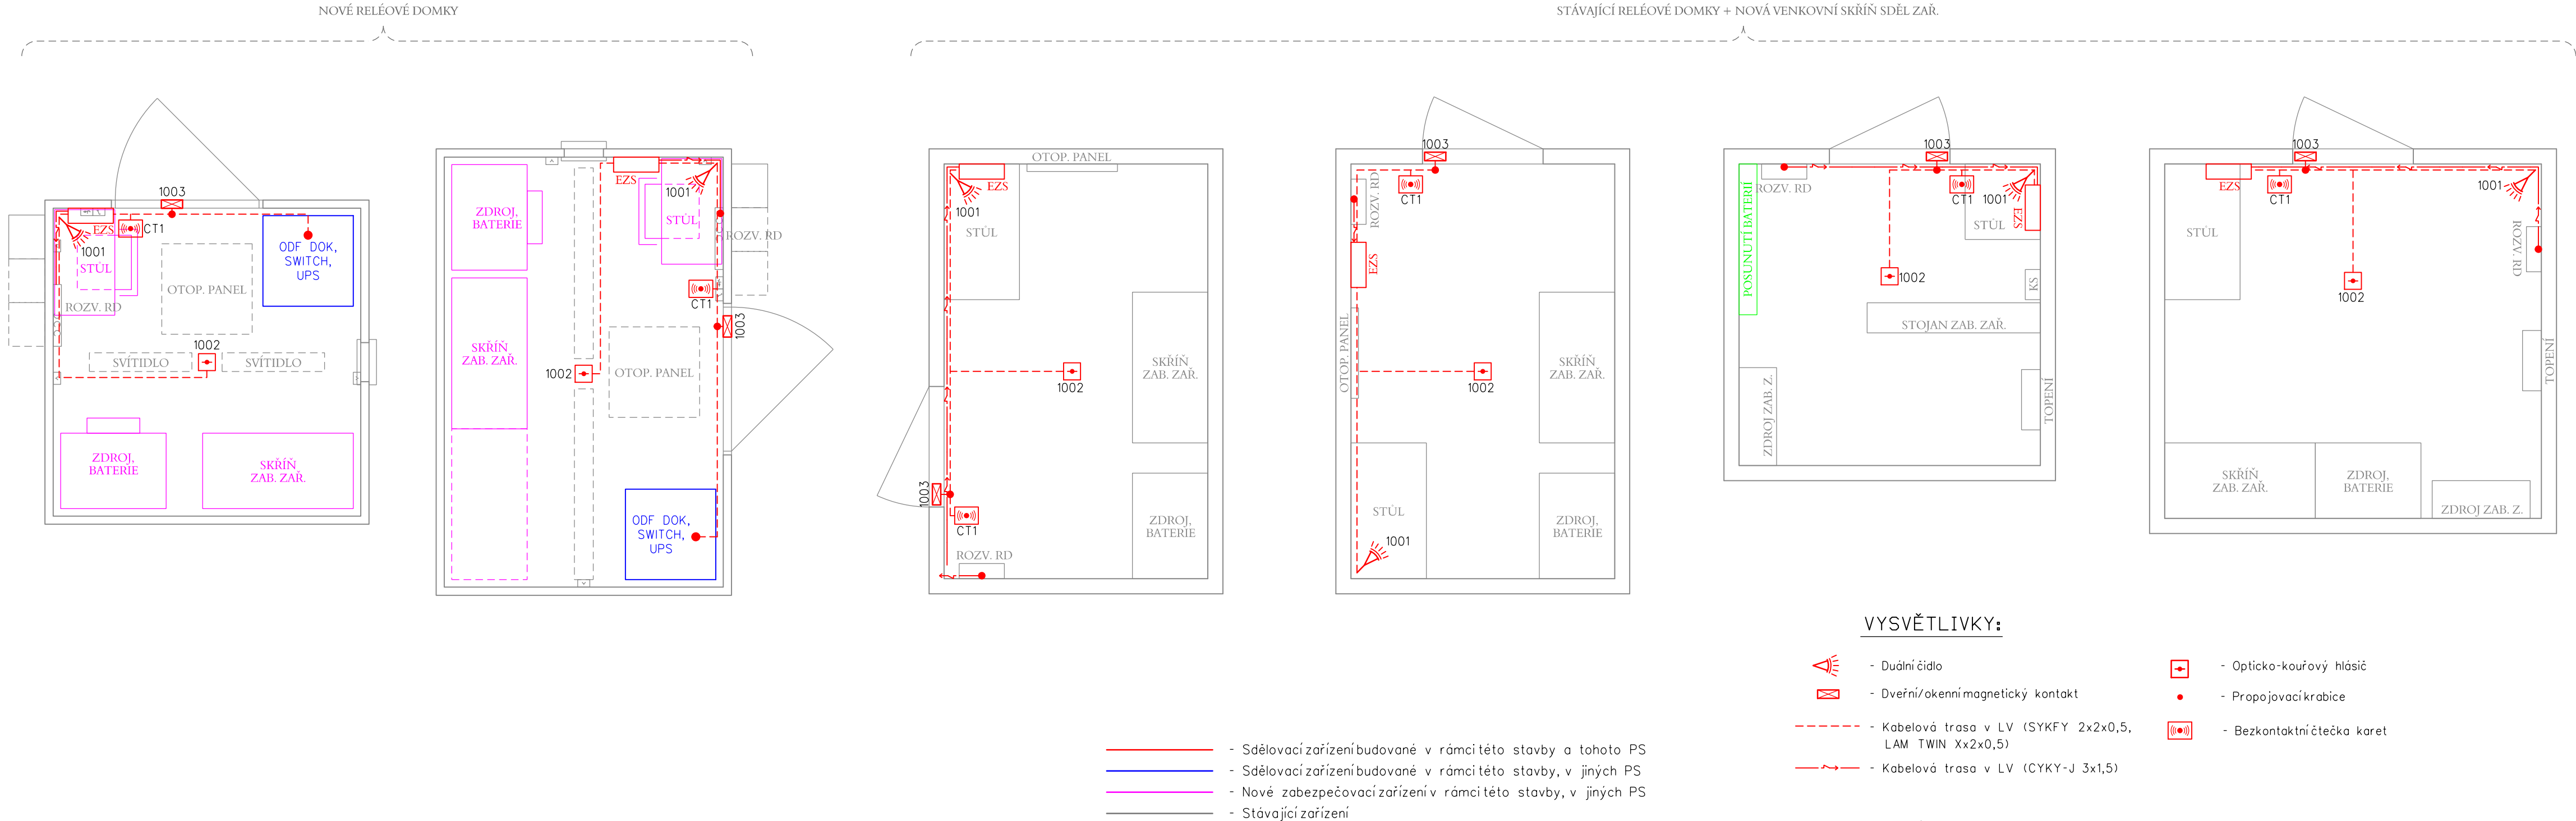 NOVÉ RELÉOVÉ DOMKY
STÁVAJÍCÍ RELÉOVÉ DOMKY + NOVÁ VENKOVNÍ SKŘÍŇ SDĚL ZAŘ.
1003
EZS
CT1
1001
STŮL
ROZV. RD
OTOP. PANEL
ODF DOK,
SWITCH,
UPS
1002
SVÍTIDLO
SVÍTIDLO
ZDROJ,
BATERIE
SKŘÍŇ
ZAB. ZAŘ.
ZDROJ,
BATERIE
EZS
1001
STŮL
ROZV. RD
CT1
1003
SKŘÍŇ
ZAB. ZAŘ.
1002
OTOP. PANEL
ODF DOK,
SWITCH,
UPS
OTOP. PANEL
EZS
1001
STŮL
1002
SKŘÍŇ
ZAB. ZAŘ.
1003
CT1
ROZV. RD
ZDROJ,
BATERIE
1003
ROZV. RD
CT1
EZS
OTOP. PANEL
1002
SKŘÍŇ
ZAB. ZAŘ.
STŮL
1001
ZDROJ,
BATERIE
1003
POSUNUTÍ BATERIÍ
ROZV. RD
CT1
1001
EZS
STŮL
1002
KS
STOJAN ZAB. ZAŘ.
ZDROJ ZAB. Z.
TOPENÍ
1003
EZS
CT1
1001
STŮL
ROZV. RD
1002
TOPENÍ
SKŘÍŇ
ZAB. ZAŘ.
ZDROJ,
BATERIE
ZDROJ ZAB. Z.
VYSVĚTLIVKY:
- Duální čidlo
- Dveřní/okenní magnetický kontakt
- Kabelová trasa v LV (SYKFY 2x2x0,5,
LAM TWIN Xx2x0,5)
- Kabelová trasa v LV (CYKY-J 3x1,5)
- Opticko-kouřový hlásič
- Propojovací krabice
- Bezkontaktní čtečka karet
- Sdělovací zařízení budované v rámci této stavby a tohoto PS
- Sdělovací zařízení budované v rámci této stavby, v jiných PS
- Nové zabezpečovací zařízení v rámci této stavby, v jiných PS
- Stávající zařízení